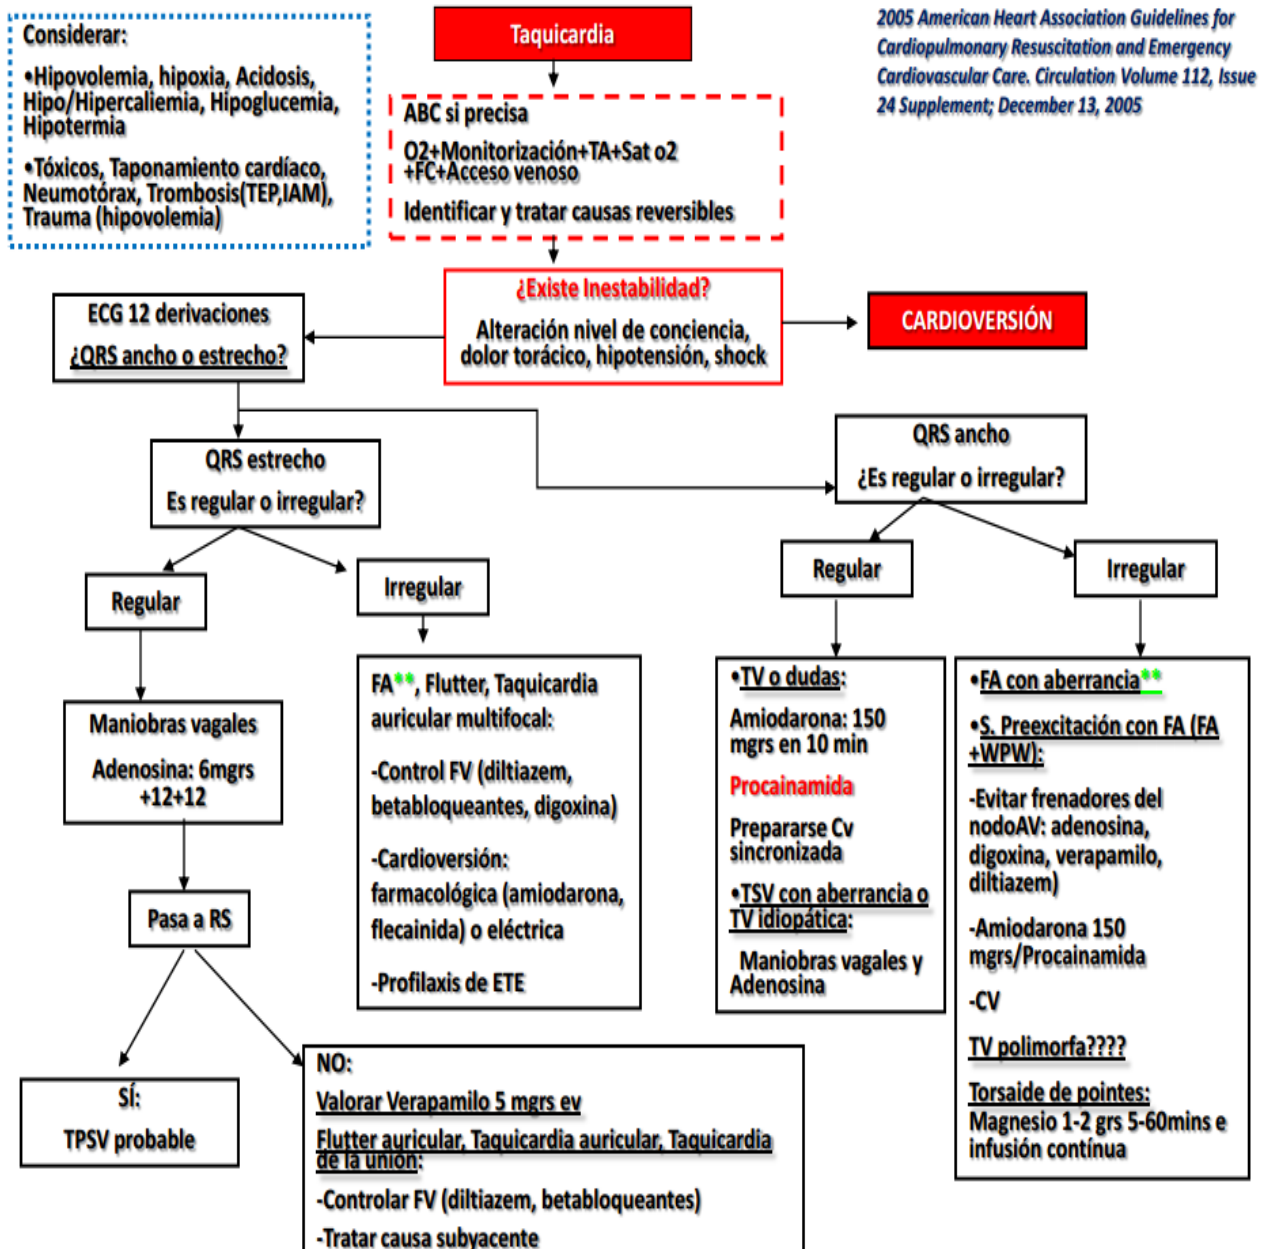 Considerar:
•Hipovolemia, hipoxia, Acidosis,
Hipo/Hipercaliemia, Hipoglucemia,
Hipotermia
•Tóxicos, Taponamiento cardíaco,
Neumotórax, Trombosis(TEP,IAM),
Trauma (hipovolemia)
Taquicardia
2005 American Heart Association Guidelines for
Cardiopulmonary Resuscitation and Emergency
Cardiovascular Care. Circulation Volume 112, Issue
24 Supplement; December 13, 2005
ABC si precisa
O2+Monitorización+TA+Sat o2
+FC+Acceso venoso
Identificar y tratar causas reversibles
¿Existe Inestabilidad?
Alteración nivel de conciencia,
dolor torácico, hipotensión, shock
CARDIOVERSIÓN
ECG 12 derivaciones
¿QRS ancho o estrecho?
QRS estrecho
Es regular o irregular?
QRS ancho
¿Es regular o irregular?
Regular
Irregular
Regular
Irregular
Maniobras vagales
Adenosina: 6mgrs
+12+12
FA**, Flutter, Taquicardia
auricular multifocal:
-Control FV (diltiazem,
betabloqueantes, digoxina)
-Cardioversión:
farmacológica (amiodarona,
flecainida) o eléctrica
-Profilaxis de ETE
•TV o dudas:
Amiodarona: 150
mgrs en 10 min
Procainamida
Prepararse Cv
sincronizada
•TSV con aberrancia o
TV idiopática:
Maniobras vagales y
Adenosina
•FA con aberrancia**
•S. Preexcitación con FA (FA
+WPW):
-Evitar frenadores del
nodoAV: adenosina,
digoxina, verapamilo,
diltiazem)
-Amiodarona 150
mgrs/Procainamida
-CV
TV polimorfa????
Torsaide de pointes:
Magnesio 1-2 grs 5-60mins e
infusión contínua
Pasa a RS
SÍ:
TPSV probable
NO:
Valorar Verapamilo 5 mgrs ev
Flutter auricular, Taquicardia auricular, Taquicardia
de la unión:
-Controlar FV (diltiazem, betabloqueantes)
-Tratar causa subyacente